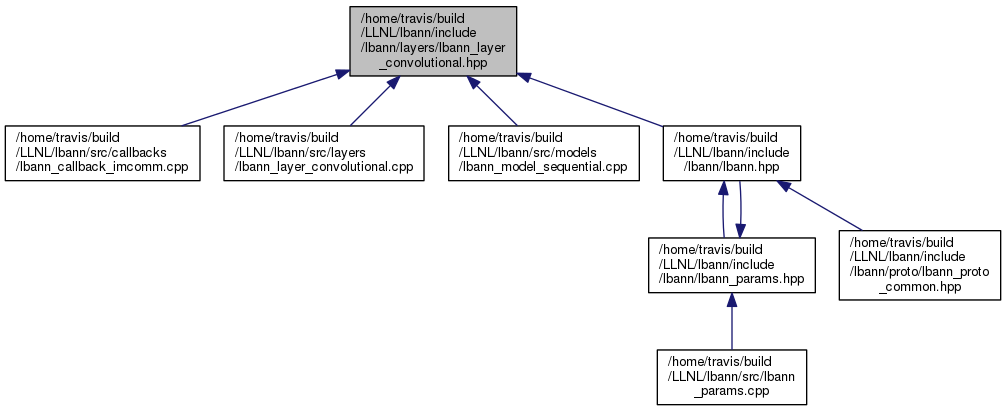 /home/travis/build
/LLNL/lbann/include
/lbann/layers/lbann_layer
_convolutional.hpp
/home/travis/build
/LLNL/lbann/src/callbacks
/lbann_callback_imcomm.cpp
/home/travis/build
/LLNL/lbann/src/layers
/lbann_layer_convolutional.cpp
/home/travis/build
/LLNL/lbann/src/models
/lbann_model_sequential.cpp
/home/travis/build
/LLNL/lbann/include
/lbann/lbann.hpp
/home/travis/build
/LLNL/lbann/include
/lbann/lbann_params.hpp
/home/travis/build
/LLNL/lbann/include
/lbann/proto/lbann_proto
_common.hpp
/home/travis/build
/LLNL/lbann/src/lbann
_params.cpp